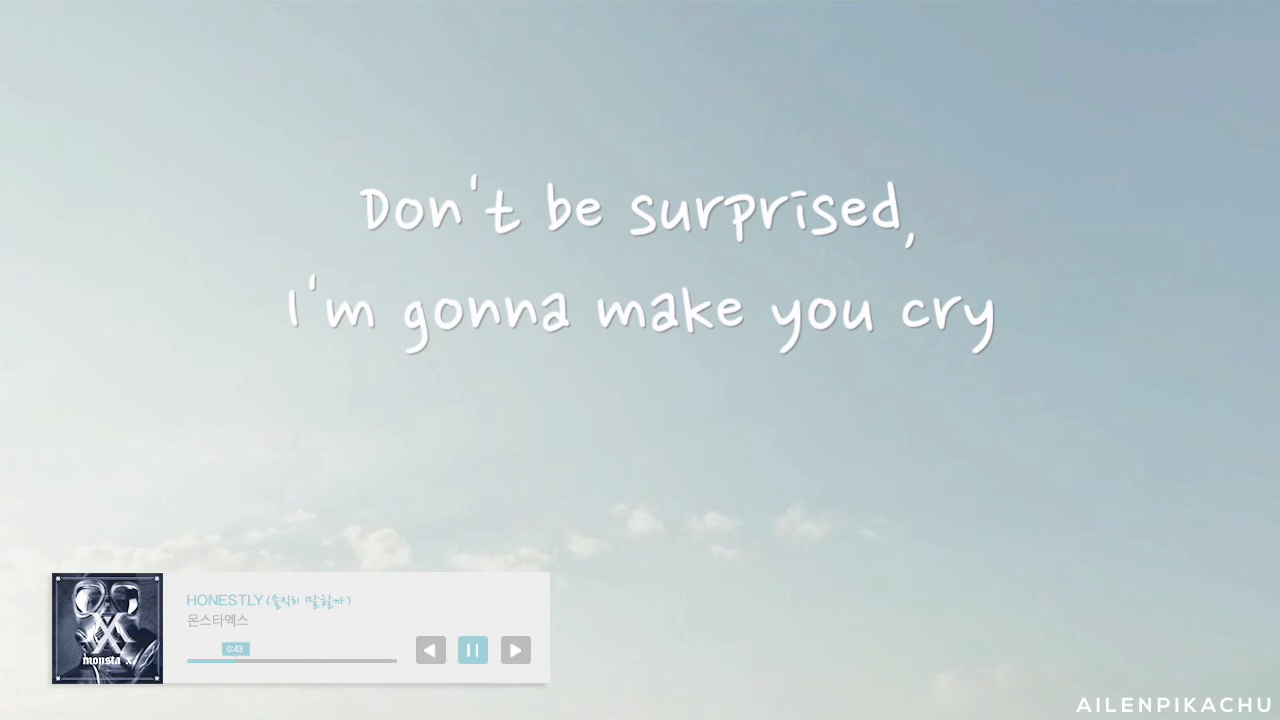 Don't be surprised,
I'm gonna make you cry
HONESTLY (솔직히 말할까)
몬스타엑스
0:43
monsta x
AILENPIKACHU